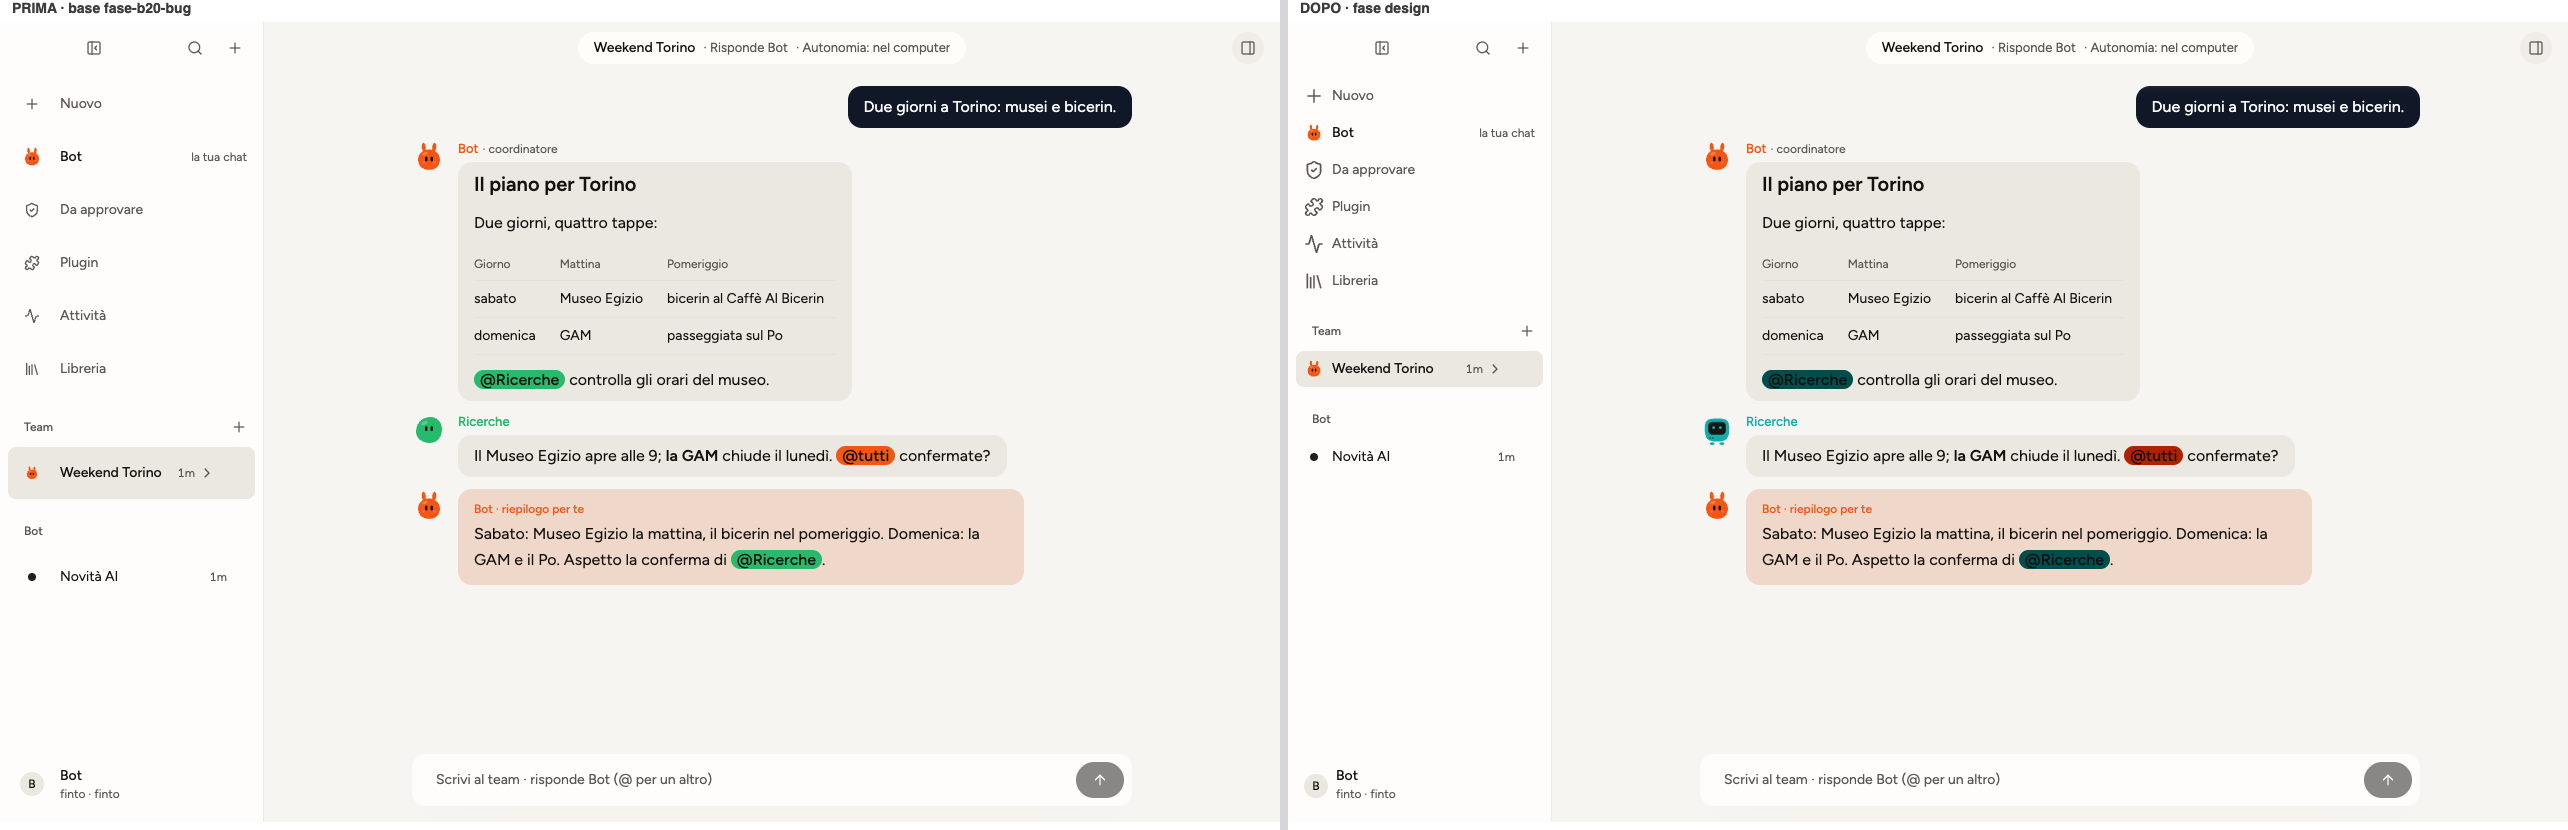 PRIMA · base fase-b20-bug
Weekend Torino · Risponde Bot · Autonomia: nel computer
Nuovo
Bot la tua chat
Da approvare
Plugin
Attività
Libreria
Team
Weekend Torino 1m
Bot
Novità AI 1m
B
Bot
finto · finto
Due giorni a Torino: musei e bicerin.
Bot · coordinatore
Il piano per Torino
Due giorni, quattro tappe:
Giorno Mattina Pomeriggio
sabato Museo Egizio bicerin al Caffè Al Bicerin
domenica GAM passeggiata sul Po
@Ricerche controlla gli orari del museo.
Ricerche
Il Museo Egizio apre alle 9; la GAM chiude il lunedì. @tutti confermate?
Bot · riepilogo per te
Sabato: Museo Egizio la mattina, il bicerin nel pomeriggio. Domenica: la
GAM e il Po. Aspetto la conferma di @Ricerche.
Scrivi al team · risponde Bot (@ per un altro)
DOPO · fase design
Weekend Torino · Risponde Bot · Autonomia: nel computer
Nuovo
Bot la tua chat
Da approvare
Plugin
Attività
Libreria
Team
Weekend Torino 1m
Bot
Novità AI 1m
B
Bot
finto · finto
Due giorni a Torino: musei e bicerin.
Bot · coordinatore
Il piano per Torino
Due giorni, quattro tappe:
Giorno Mattina Pomeriggio
sabato Museo Egizio bicerin al Caffè Al Bicerin
domenica GAM passeggiata sul Po
@Ricerche controlla gli orari del museo.
Ricerche
Il Museo Egizio apre alle 9; la GAM chiude il lunedì. @tutti confermate?
Bot · riepilogo per te
Sabato: Museo Egizio la mattina, il bicerin nel pomeriggio. Domenica: la
GAM e il Po. Aspetto la conferma di @Ricerche.
Scrivi al team · risponde Bot (@ per un altro)